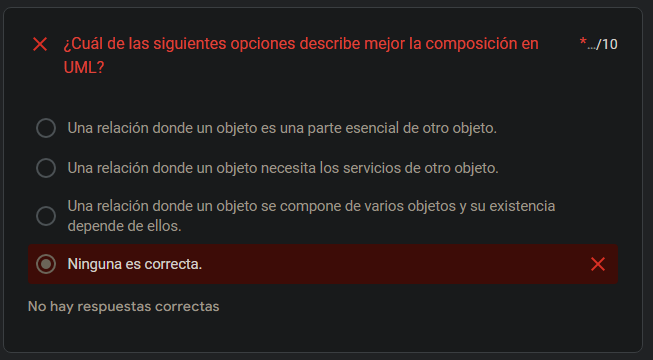 ¿Cuál de las siguientes opciones describe mejor la composición en
*.../10
UML?
Una relación donde un objeto es una parte esencial de otro objeto.
Una relación donde un objeto necesita los servicios de otro objeto.
Una relación donde un objeto se compone de varios objetos y su existencia
depende de ellos.
Ninguna es correcta.
No hay respuestas correctas